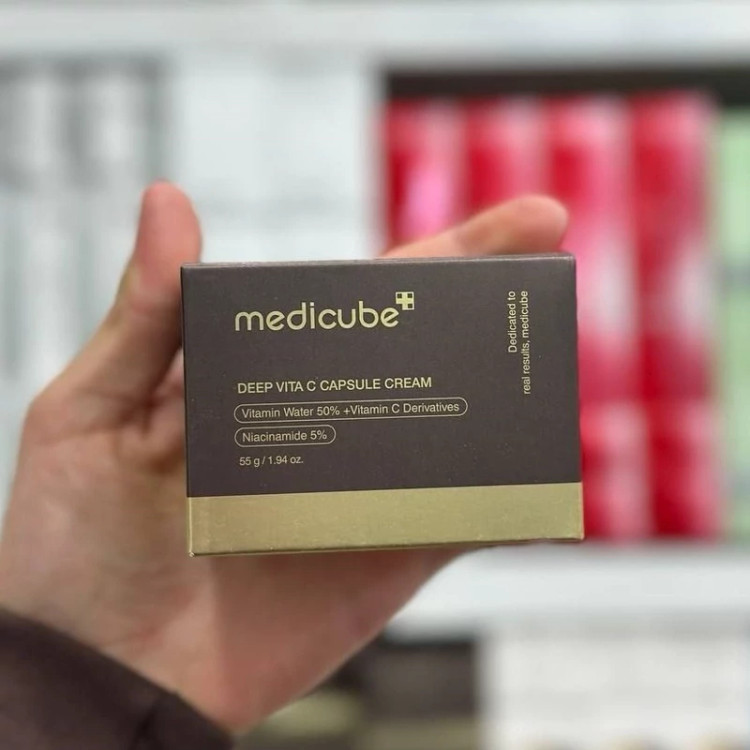 medicube
DEEP VITA C CAPSULE CREAM
Vitamin Water 50% +Vitamin C Derivatives
Niacinamide 5%
55 g / 1.94 oz.
Dedicated to
real results, medicube